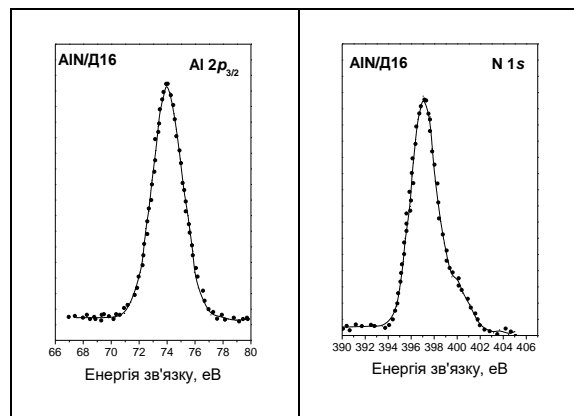 AlN/Д16 Al 2p3/2
66 68 70 72 74 76 78 80
Енергія зв'язку, еВ
AlN/Д16 N 1s
390 392 394 396 398 400 402 404 406
Енергія зв'язку, еВ